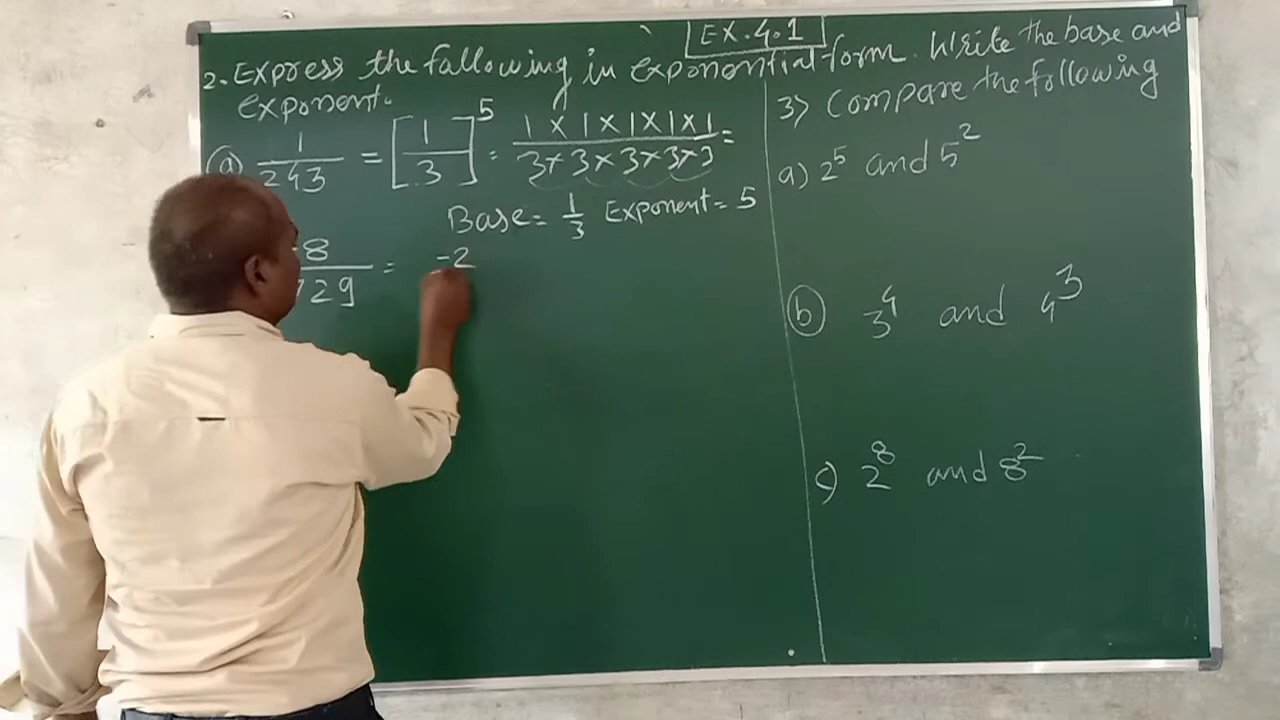 EX.4.1
2. Express the fallowing in exponential form. Write the base and
exponent.
(a) 1/243 = [1/3]^5 = 1×1×1×1×1/3×3×3×3×3 =
Base = 1/3 Exponent = 5
-8/729 = -2
3) Compare the following
a) 2^5 and 5^2
(b) 3^4 and 4^3
c) 2^8 and 8^2